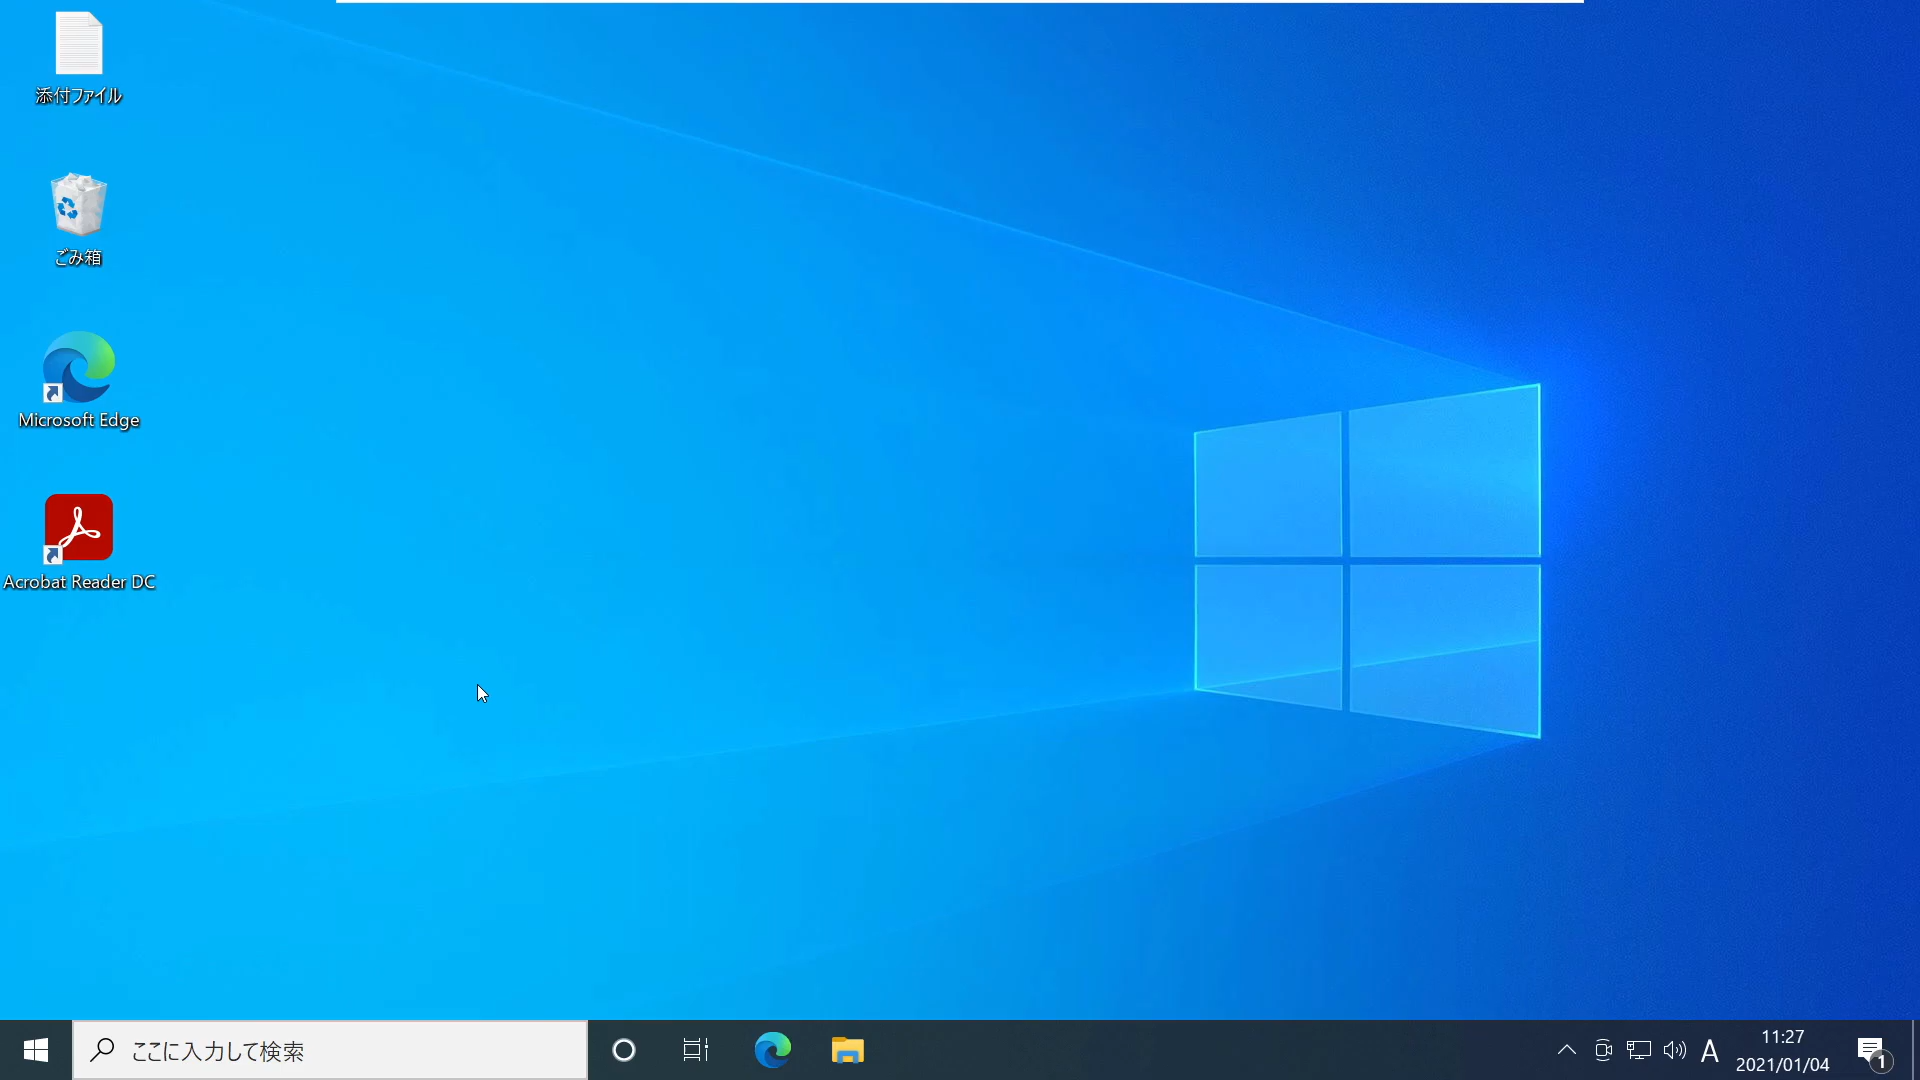 添付ファイル
ごみ箱
Microsoft Edge
Acrobat Reader DC
ここに入力して検索
A
11:27
2021/01/04
1